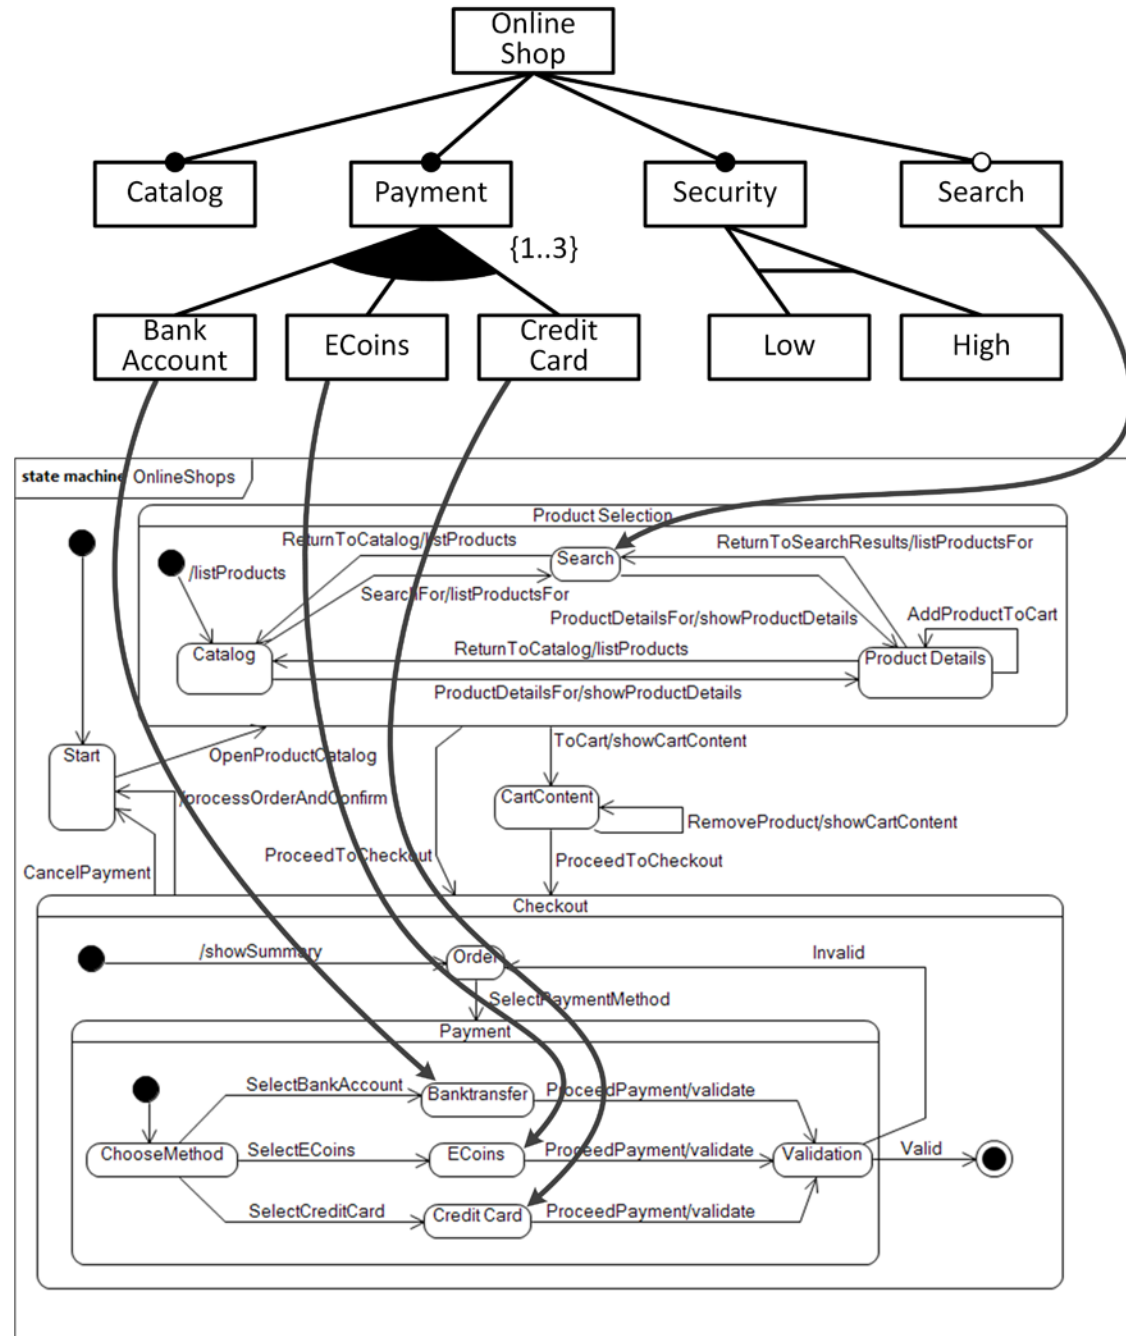 Online
Shop
Catalog
Payment
Security
Search
{1..3}
Bank
Account
ECoins
Credit
Card
Low
High
state machine OnlineShops
Product Selection
ReturnToCatalog/listProducts
Search
ReturnToSearchResults/listProductsFor
/listProducts
SearchFor/listProductsFor
ProductDetailsFor/showProductDetails
AddProductToCart
Catalog
ReturnToCatalog/listProducts
Product Details
ProductDetailsFor/showProductDetails
Start
OpenProductCatalog
ToCart/showCartContent
/processOrderAndConfirm
CartContent
RemoveProduct/showCartContent
CancelPayment
ProceedToCheckout
ProceedToCheckout
Checkout
/showSummary
Order
Invalid
SelectPaymentMethod
Payment
SelectBankAccount
Banktransfer
ProceedPayment/validate
ChooseMethod
SelectECoins
ECoins
ProceedPayment/validate
Validation
Valid
SelectCreditCard
Credit Card
ProceedPayment/validate